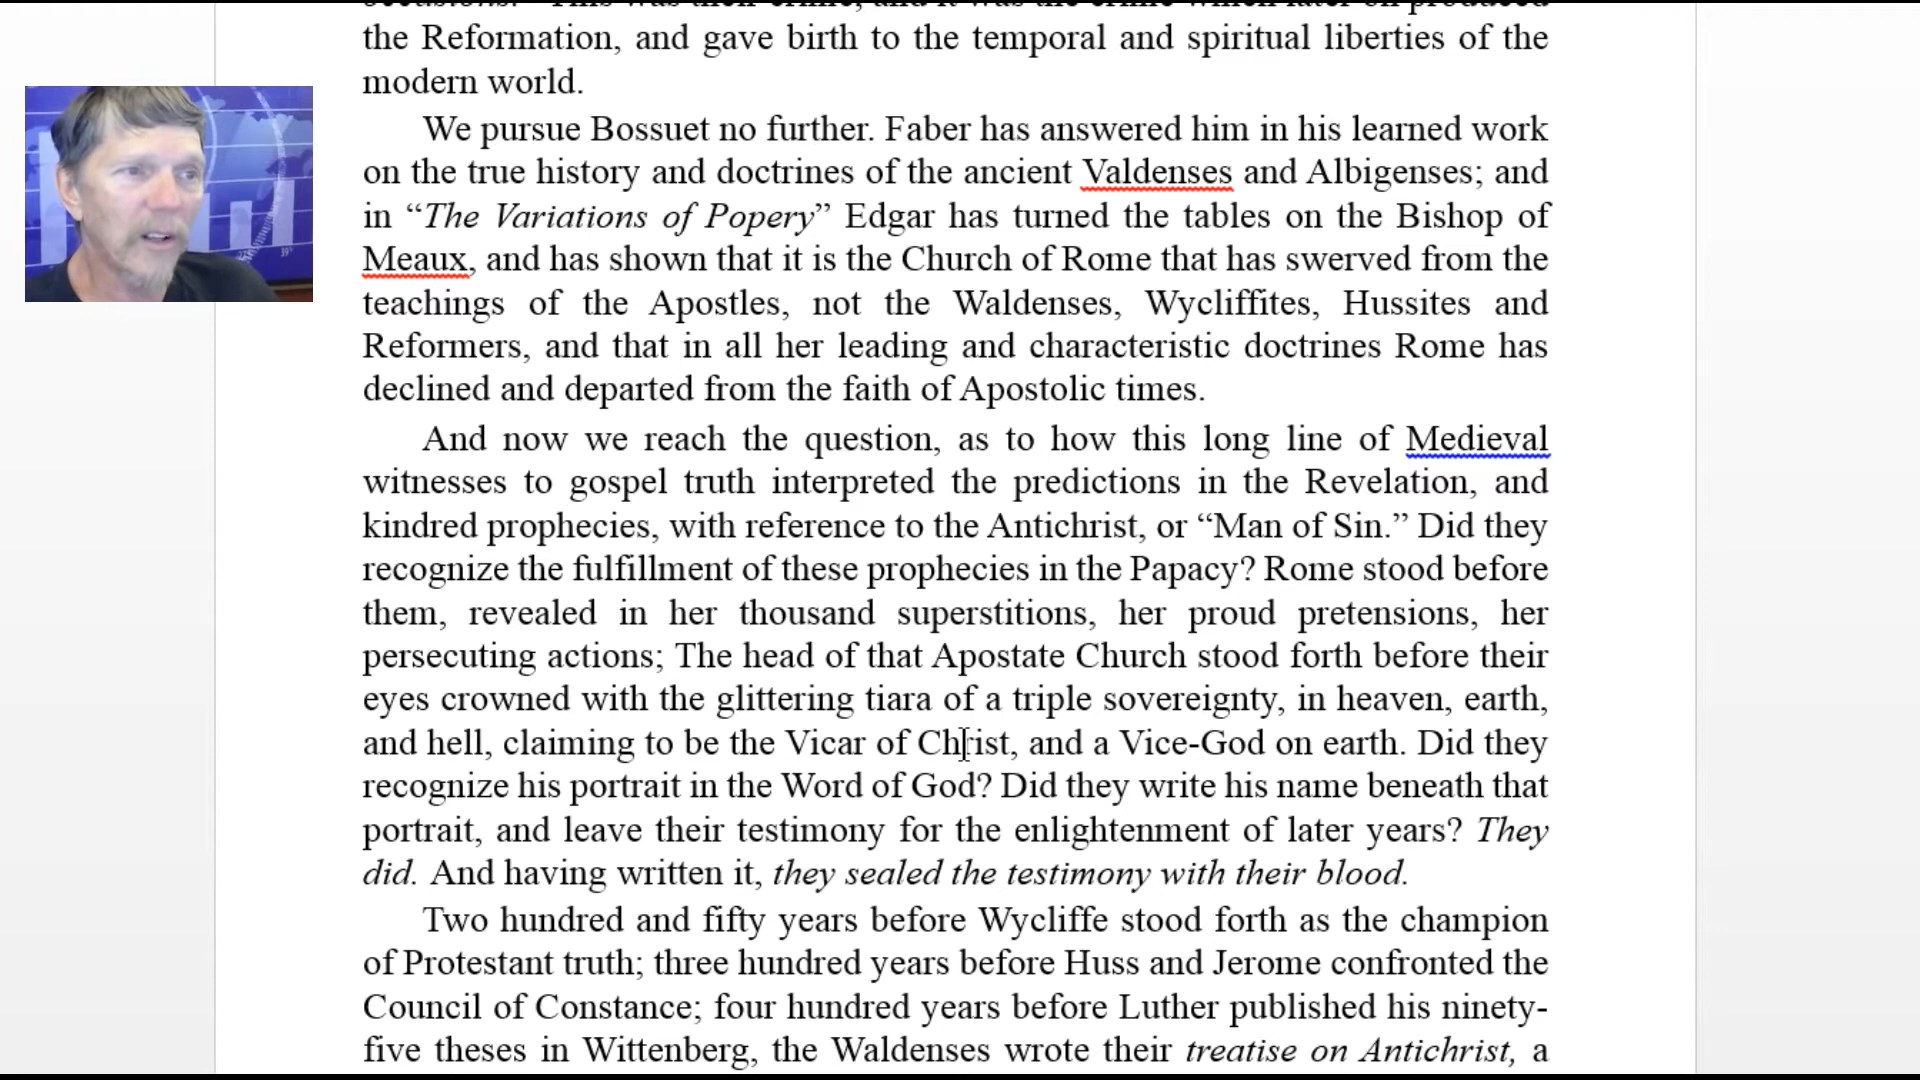 occasions." This was their crime, and it was the crime which later on produced
the Reformation, and gave birth to the temporal and spiritual liberties of the
modern world.
We pursue Bossuet no further. Faber has answered him in his learned work
on the true history and doctrines of the ancient Valdenses and Albigenses; and
in “The Variations of Popery” Edgar has turned the tables on the Bishop of
Meaux, and has shown that it is the Church of Rome that has swerved from the
teachings of the Apostles, not the Waldenses, Wycliffites, Hussites and
Reformers, and that in all her leading and characteristic doctrines Rome has
declined and departed from the faith of Apostolic times.
And now we reach the question, as to how this long line of Medieval
witnesses to gospel truth interpreted the predictions in the Revelation, and
kindred prophecies, with reference to the Antichrist, or “Man of Sin.” Did they
recognize the fulfillment of these prophecies in the Papacy? Rome stood before
them, revealed in her thousand superstitions, her proud pretensions, her
persecuting actions; The head of that Apostate Church stood forth before their
eyes crowned with the glittering tiara of a triple sovereignty, in heaven, earth,
and hell, claiming to be the Vicar of Christ, and a Vice-God on earth. Did they
recognize his portrait in the Word of God? Did they write his name beneath that
portrait, and leave their testimony for the enlightenment of later years? They
did. And having written it, they sealed the testimony with their blood.
Two hundred and fifty years before Wycliffe stood forth as the champion
of Protestant truth; three hundred years before Huss and Jerome confronted the
Council of Constance; four hundred years before Luther published his ninety-
five theses in Wittenberg, the Waldenses wrote their treatise on Antichrist, a